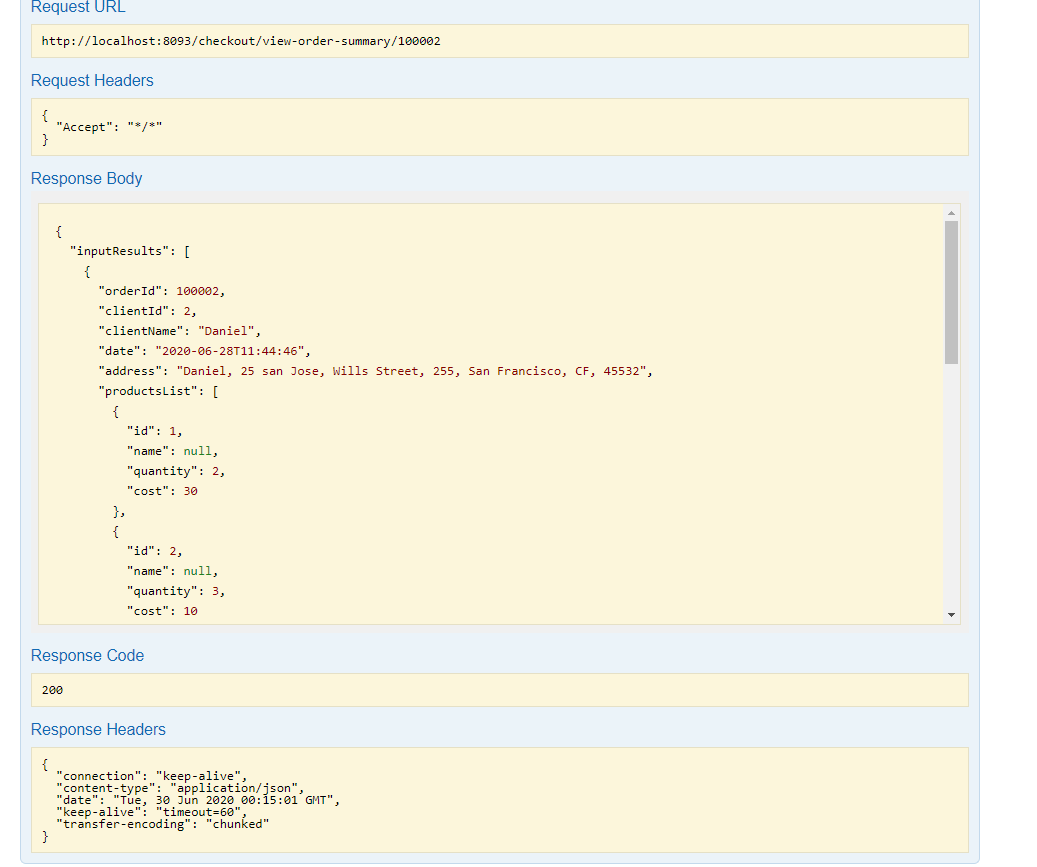 Request URL
http://localhost:8093/checkout/view-order-summary/100002
Request Headers
{
  "Accept": "*/*"
}
Response Body
{
  "inputResults": [
    {
      "orderId": 100002,
      "clientId": 2,
      "clientName": "Daniel",
      "date": "2020-06-28T11:44:46",
      "address": "Daniel, 25 san Jose, Wills Street, 255, San Francisco, CF, 45532",
      "productsList": [
        {
          "id": 1,
          "name": null,
          "quantity": 2,
          "cost": 30
        },
        {
          "id": 2,
          "name": null,
          "quantity": 3,
          "cost": 10
Response Code
200
Response Headers
{
  "connection": "keep-alive",
  "content-type": "application/json",
  "date": "Tue, 30 Jun 2020 00:15:01 GMT",
  "keep-alive": "timeout=60",
  "transfer-encoding": "chunked"
}